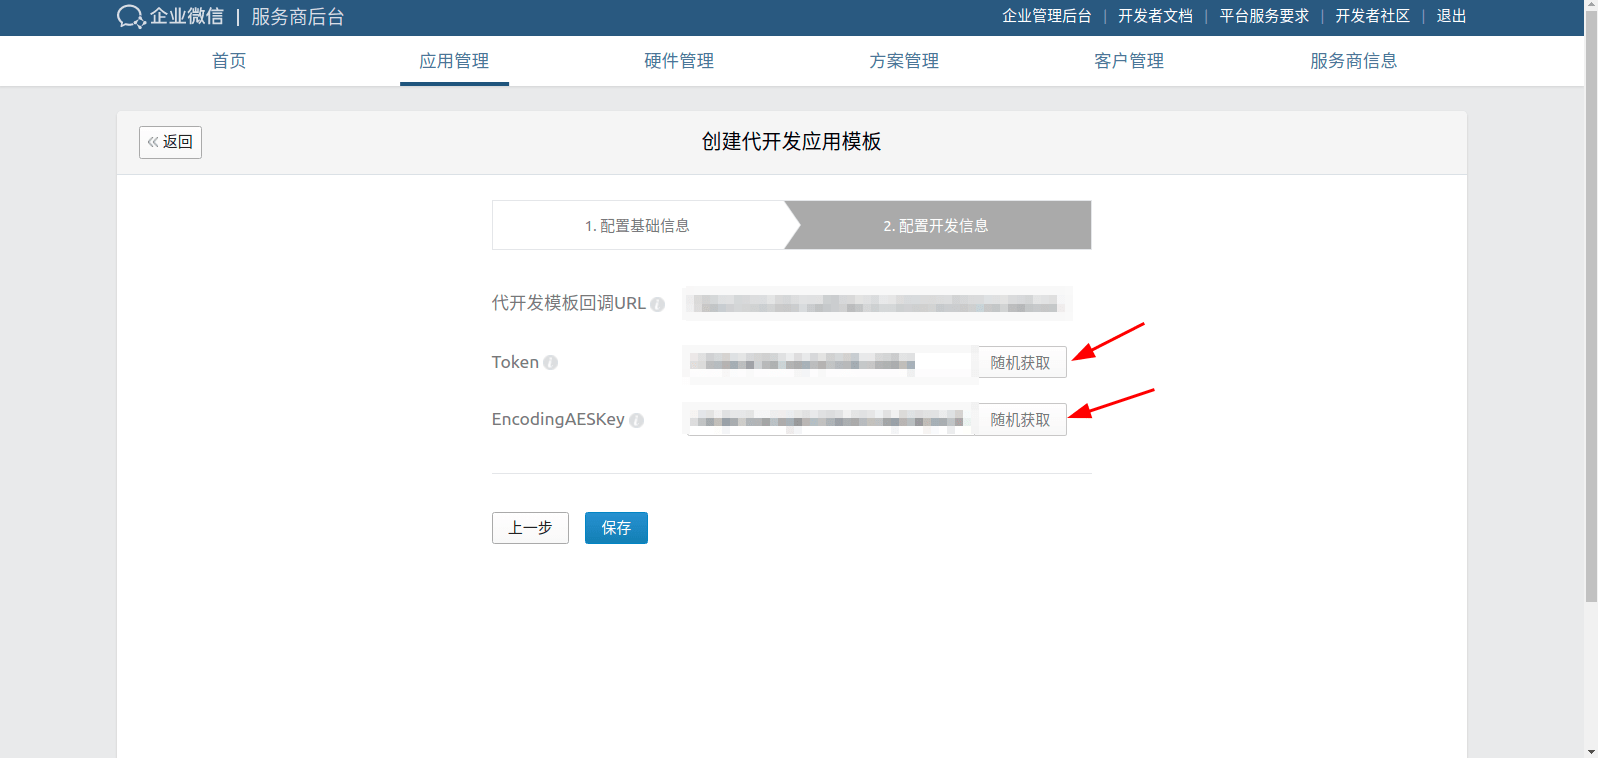 企业微信 | 服务商后台
企业管理后台 | 开发者文档 | 平台服务要求 | 开发者社区 | 退出
首页 应用管理 硬件管理 方案管理 客户管理 服务商信息
返回
创建代开发应用模板
1. 配置基础信息
2. 配置开发信息
代开发模板回调URL
Token
随机获取
EncodingAESKey
随机获取
上一步
保存